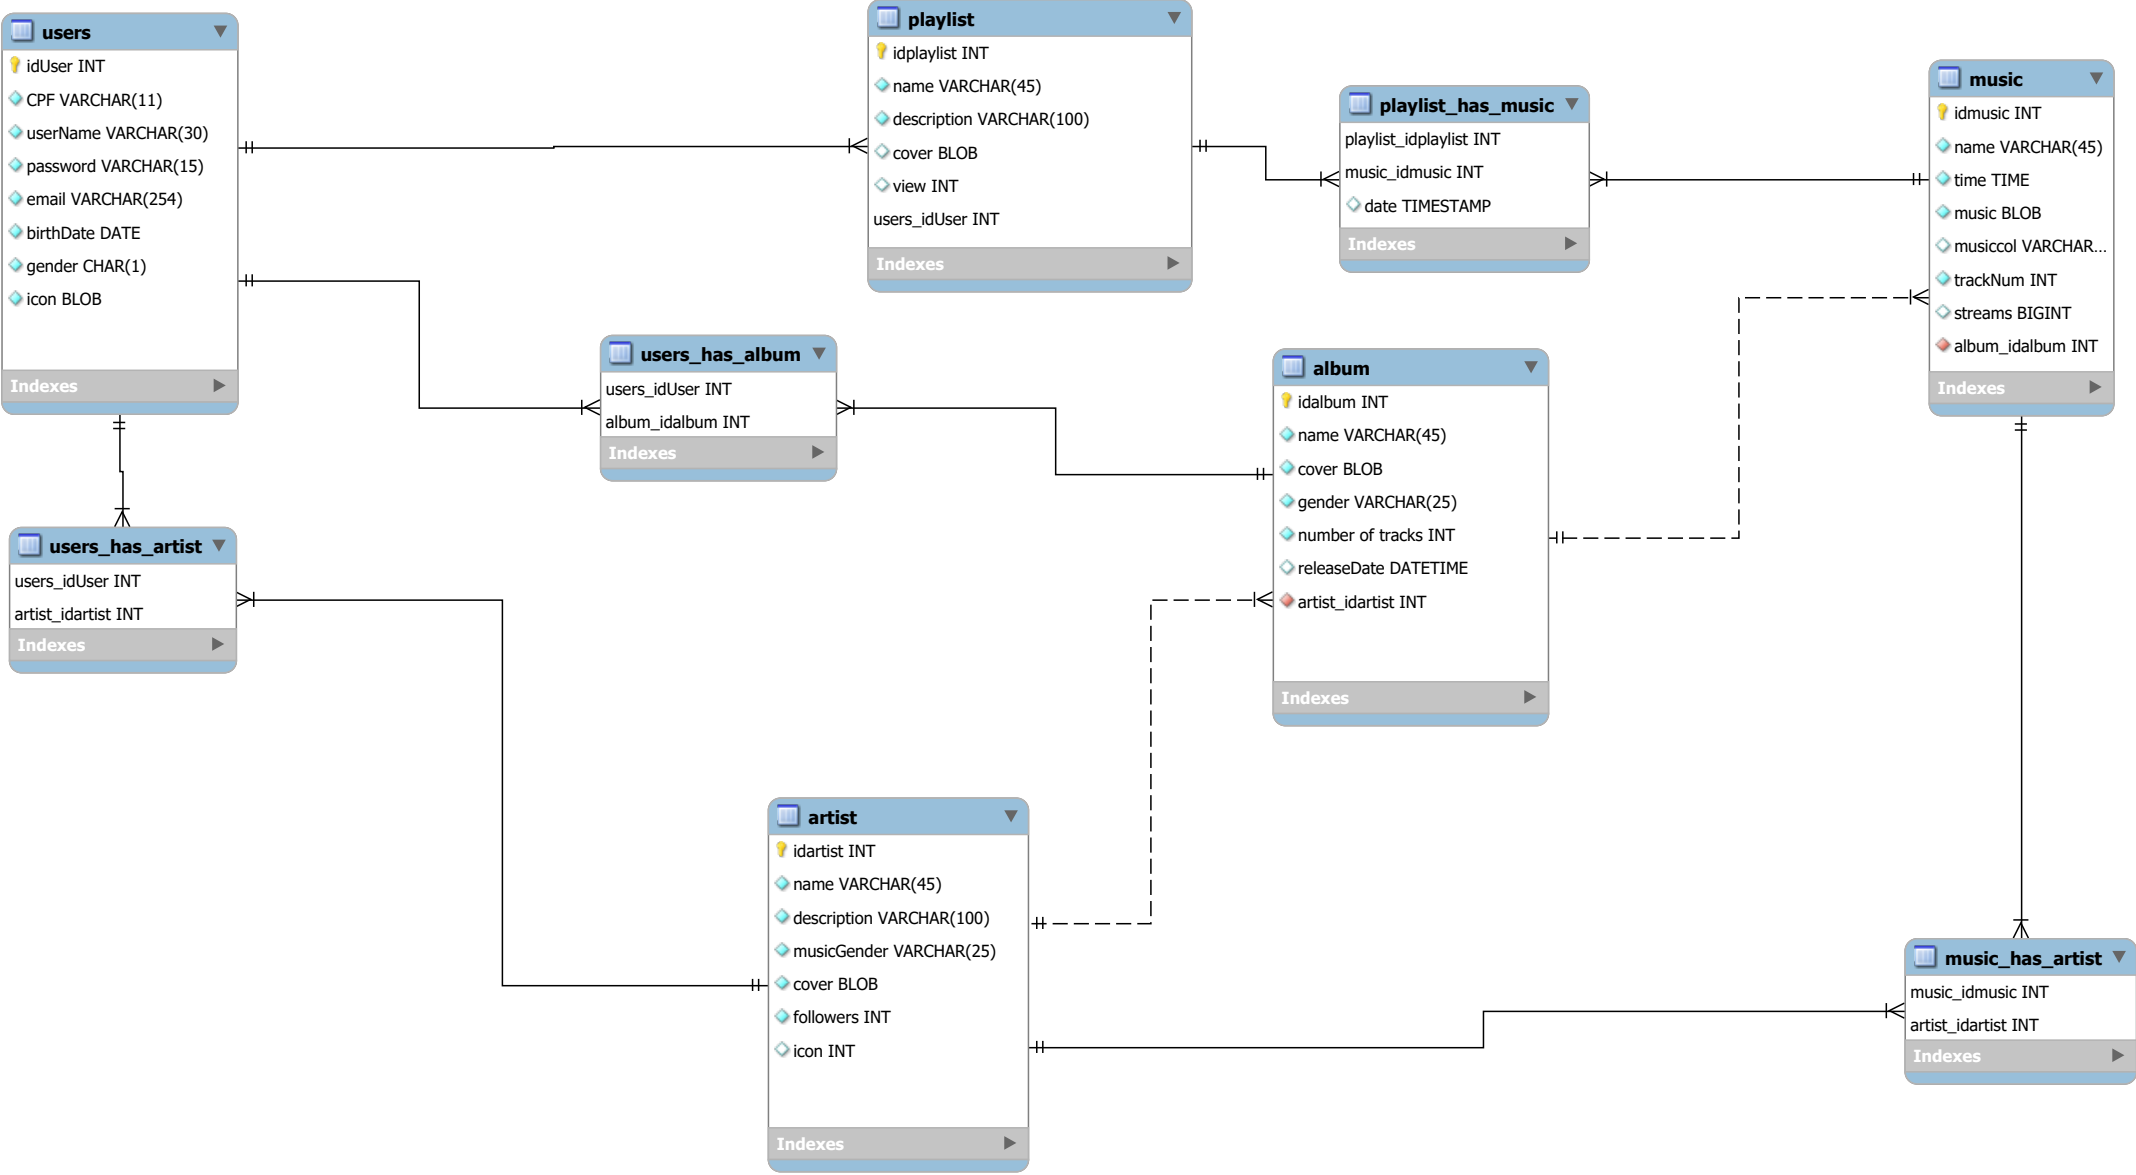 users
idUser INT
CPF VARCHAR(11)
userName VARCHAR(30)
password VARCHAR(15)
email VARCHAR(254)
birthDate DATE
gender CHAR(1)
icon BLOB
Indexes
playlist
idplaylist INT
name VARCHAR(45)
description VARCHAR(100)
cover BLOB
view INT
users_idUser INT
Indexes
playlist_has_music
playlist_idplaylist INT
music_idmusic INT
date TIMESTAMP
Indexes
music
idmusic INT
name VARCHAR(45)
time TIME
music BLOB
musiccol VARCHAR...
trackNum INT
streams BIGINT
album_idalbum INT
Indexes
users_has_album
users_idUser INT
album_idalbum INT
Indexes
album
idalbum INT
name VARCHAR(45)
cover BLOB
gender VARCHAR(25)
number of tracks INT
releaseDate DATETIME
artist_idartist INT
Indexes
users_has_artist
users_idUser INT
artist_idartist INT
Indexes
artist
idartist INT
name VARCHAR(45)
description VARCHAR(100)
musicGender VARCHAR(25)
cover BLOB
followers INT
icon INT
Indexes
music_has_artist
music_idmusic INT
artist_idartist INT
Indexes